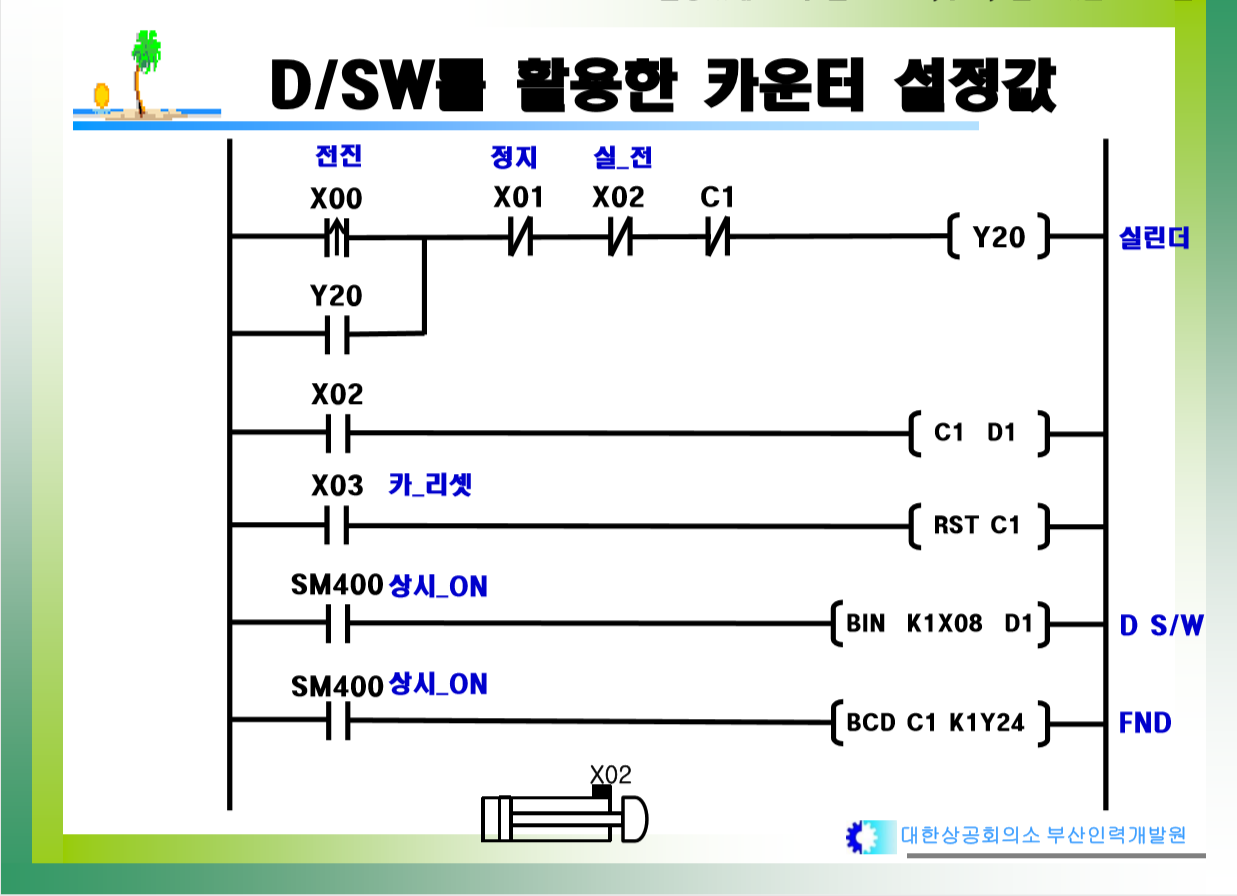 D/SW를 활용한 카운터 설정값
전진 정지 실_전
X00 X01 X02 C1
Y20 실린더
Y20
X02
C1 D1
X03 카_리셋
RST C1
SM400 상시_ON
BIN K1X08 D1 D S/W
SM400 상시_ON
BCD C1 K1Y24 FND
X02
대한상공회의소 부산인력개발원